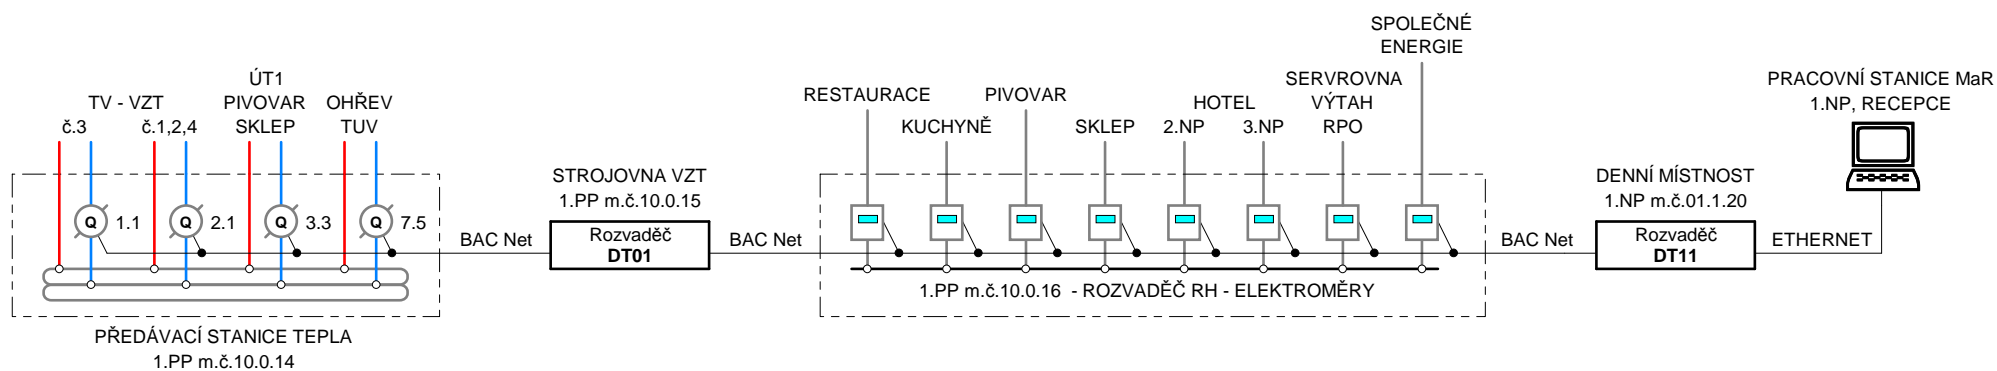 TV - VZT
č.3
č.1,2,4
ÚT1
PIVOVAR
SKLEP
OHŘEV
TUV
Q
1.1
Q
2.1
Q
3.3
Q
7.5
PŘEDÁVACÍ STANICE TEPLA
1.PP m.č.10.0.14
BAC Net
STROJOVNA VZT
1.PP m.č.10.0.15
Rozvaděč
DT01
BAC Net
RESTAURACE
KUCHYNĚ
PIVOVAR
SKLEP
HOTEL
2.NP
3.NP
SERVROVNA
VÝTAH
RPO
SPOLEČNÉ
ENERGIE
1.PP m.č.10.0.16 - ROZVADĚČ RH - ELEKTROMĚRY
BAC Net
DENNÍ MÍSTNOST
1.NP m.č.01.1.20
Rozvaděč
DT11
ETHERNET
PRACOVNÍ STANICE MaR
1.NP, RECEPCE